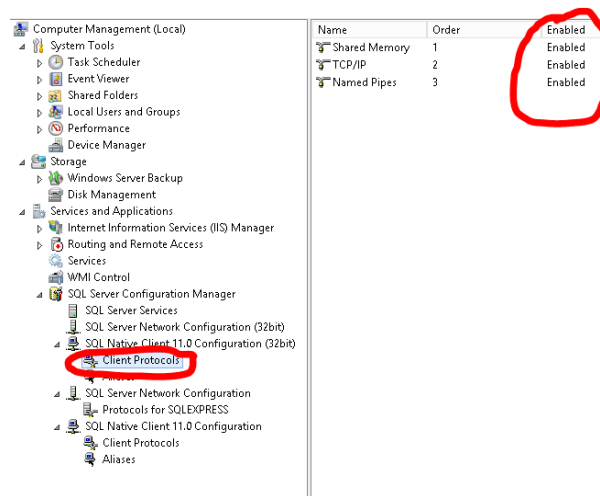 Computer Management (Local)
System Tools
Task Scheduler
Event Viewer
Shared Folders
Local Users and Groups
Performance
Device Manager
Storage
Windows Server Backup
Disk Management
Services and Applications
Internet Information Services (IIS) Manager
Routing and Remote Access
Services
WMI Control
SQL Server Configuration Manager
SQL Server Services
SQL Server Network Configuration (32bit)
SQL Native Client 11.0 Configuration (32bit)
Client Protocols
Aliases
SQL Server Network Configuration
Protocols for SQLEXPRESS
SQL Native Client 11.0 Configuration
Client Protocols
Aliases
Name Order Enabled
Shared Memory 1 Enabled
TCP/IP 2 Enabled
Named Pipes 3 Enabled